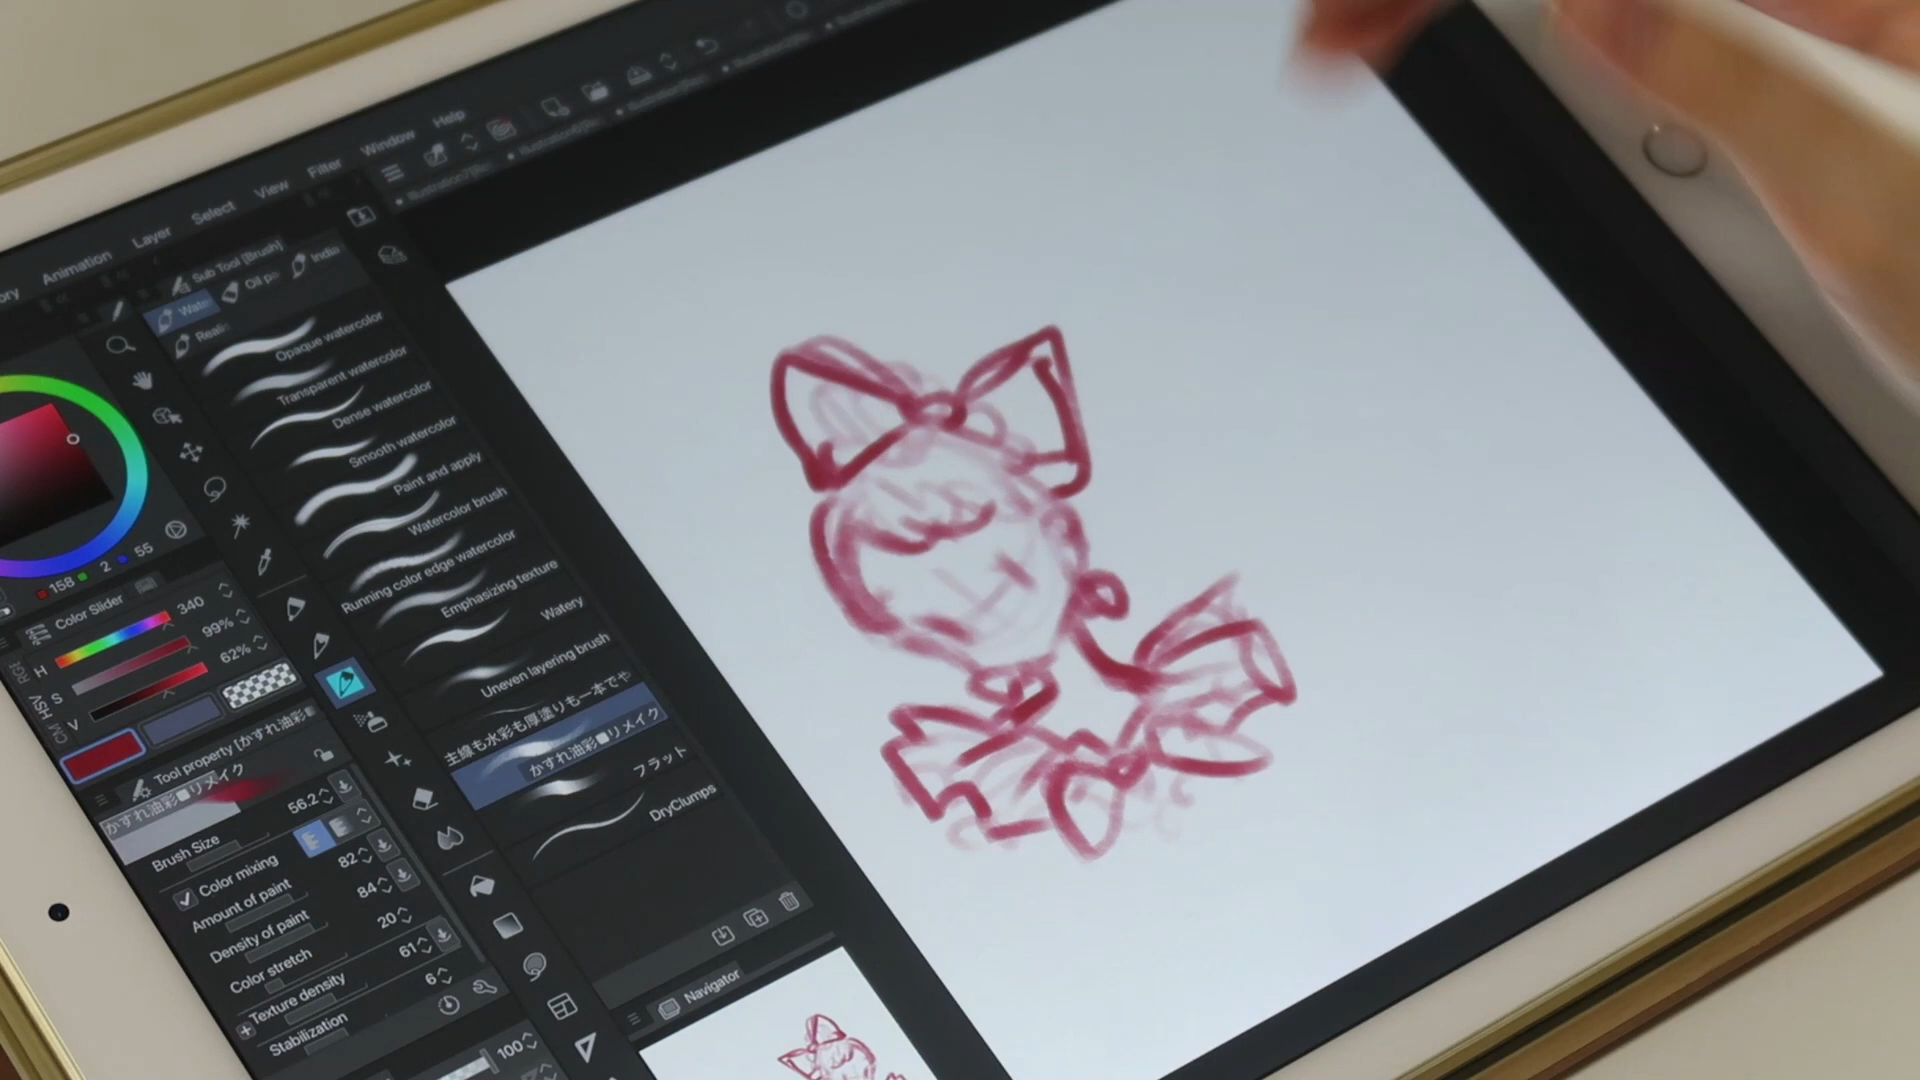 Animation Layer Select View Filter Window Help
Sub Tool [Brush]
Opaque watercolor
Transparent watercolor
Dense watercolor
Smooth watercolor
Paint and apply
Watercolor brush
Running color edge watercolor
Emphasizing texture
Watery
Uneven layering brush
主線も水彩も厚塗りも一本でや
かすれ油彩■リメイク
フラット
DryClumps
158 2 55
Color Slider
H 340
S 99%
V 62%
Tool property [かすれ油彩■
かすれ油彩■リメイク
Brush Size 56.2
Color mixing
Amount of paint 82
Density of paint 84
Color stretch 20
Texture density 61
Stabilization 6
100
Navigator